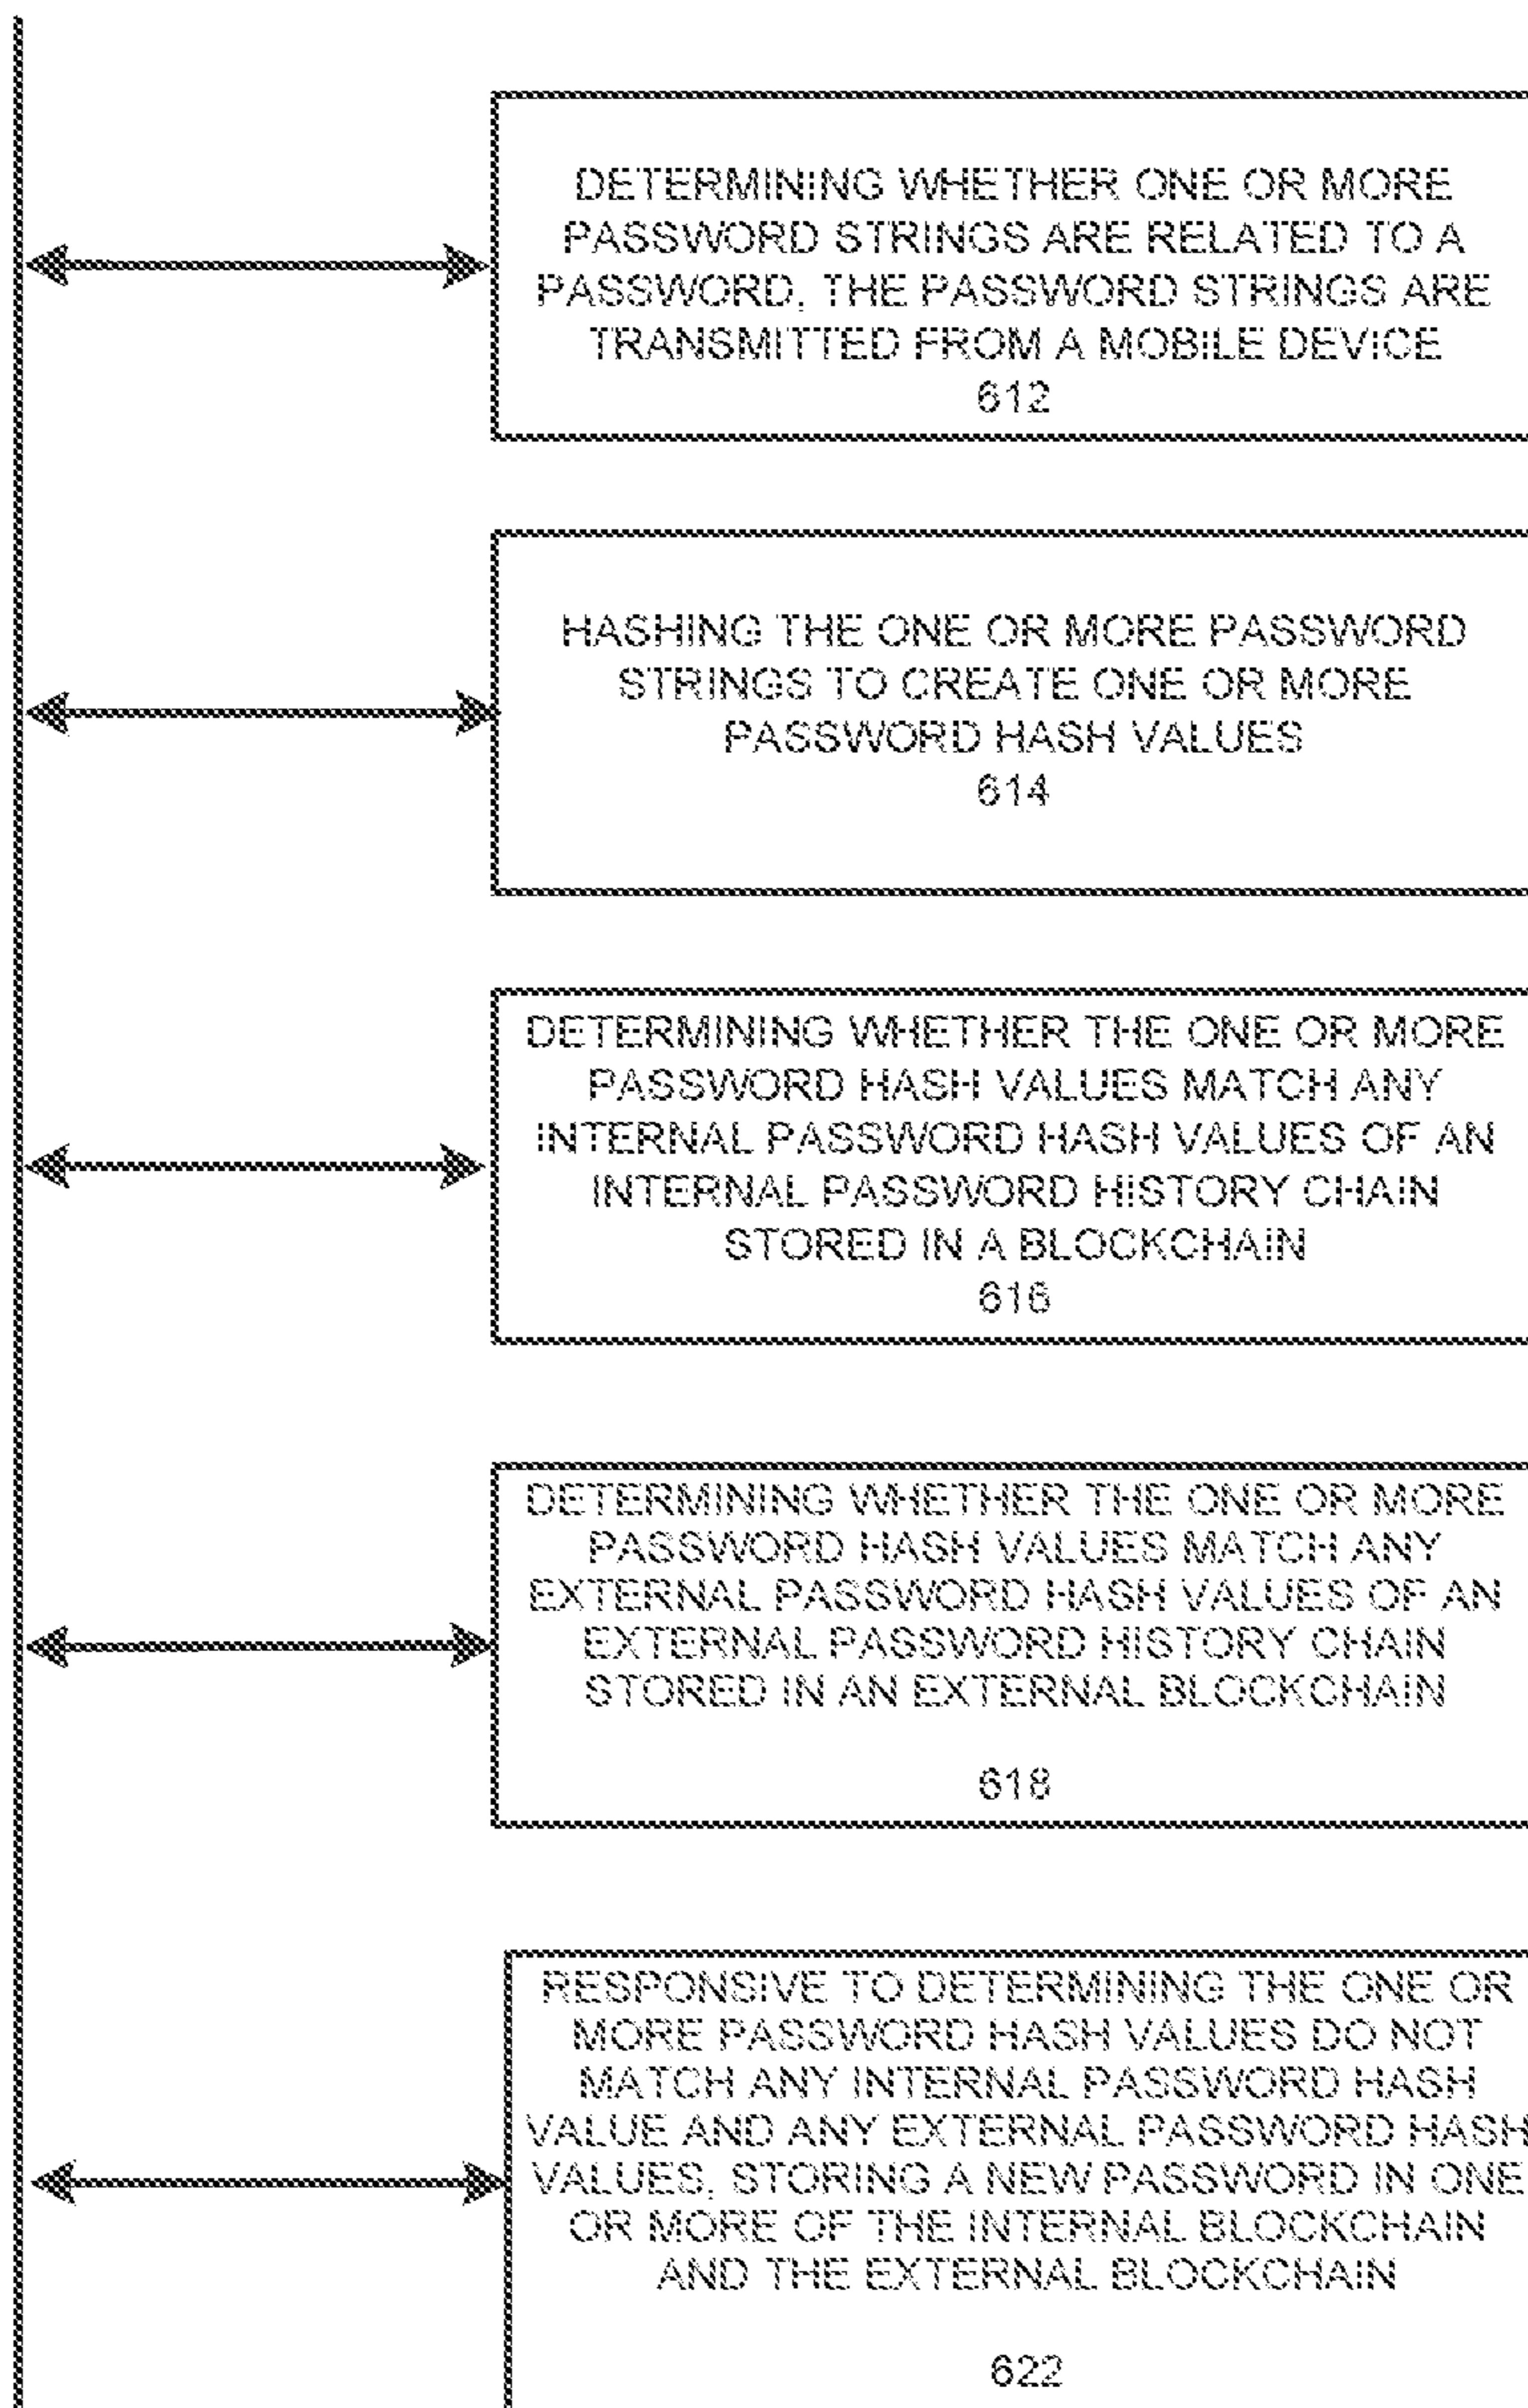 DETERMINING WHETHER ONE OR MORE
PASSWORD STRINGS ARE RELATED TO A
PASSWORD, THE PASSWORD STRINGS ARE
TRANSMITTED FROM A MOBILE DEVICE
612
HASHING THE ONE OR MORE PASSWORD
STRINGS TO CREATE ONE OR MORE
PASSWORD HASH VALUES
614
DETERMINING WHETHER THE ONE OR MORE
PASSWORD HASH VALUES MATCH ANY
INTERNAL PASSWORD HASH VALUES OF AN
INTERNAL PASSWORD HISTORY CHAIN
STORED IN A BLOCKCHAIN
616
DETERMINING WHETHER THE ONE OR MORE
PASSWORD HASH VALUES MATCH ANY
EXTERNAL PASSWORD HASH VALUES OF AN
EXTERNAL PASSWORD HISTORY CHAIN
STORED IN AN EXTERNAL BLOCKCHAIN
618
RESPONSIVE TO DETERMINING THE ONE OR
MORE PASSWORD HASH VALUES DO NOT
MATCH ANY INTERNAL PASSWORD HASH
VALUE AND ANY EXTERNAL PASSWORD HASH
VALUES, STORING A NEW PASSWORD IN ONE
OR MORE OF THE INTERNAL BLOCKCHAIN
AND THE EXTERNAL BLOCKCHAIN
622